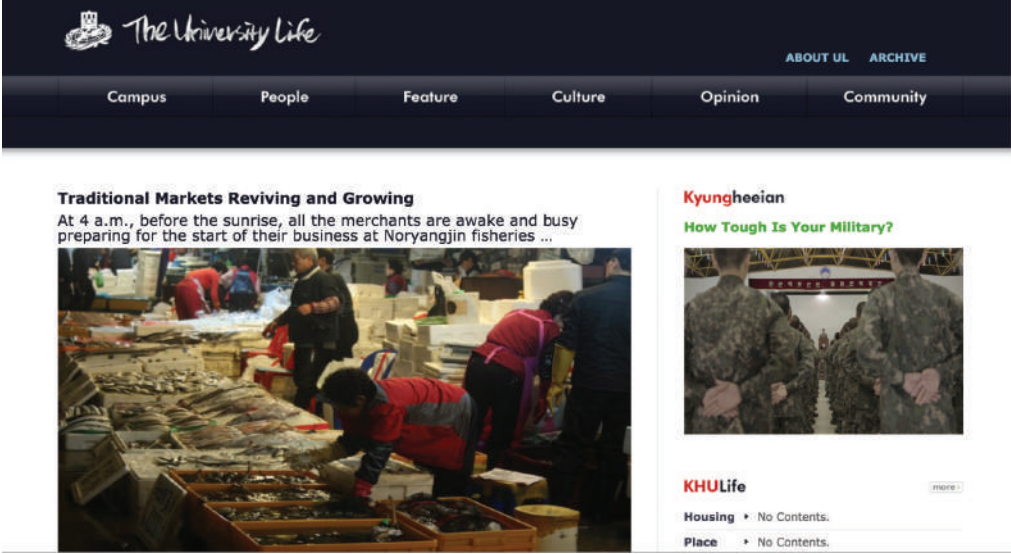 The University Life
ABOUT UL ARCHIVE
Campus People Feature Culture Opinion Community
Traditional Markets Reviving and Growing
At 4 a.m., before the sunrise, all the merchants are awake and busy
preparing for the start of their business at Noryangjin fisheries ...
Kyungheeian
How Tough Is Your Military?
KHULife
more
Housing No Contents.
Place No Contents.